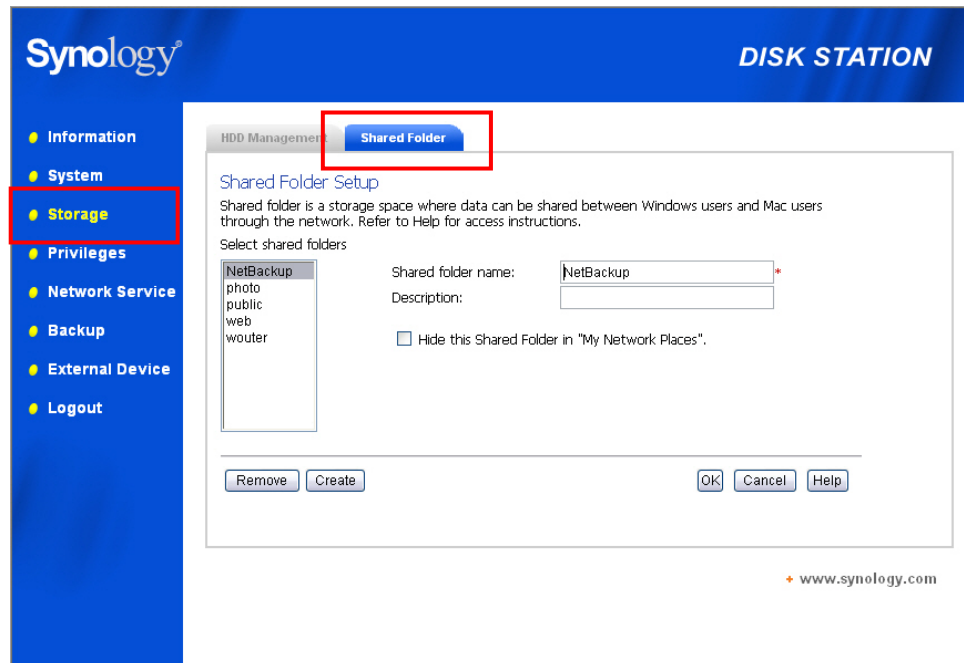 Synology®
DISK STATION
Information
System
Storage
Privileges
Network Service
Backup
External Device
Logout
HDD Management
Shared Folder
Shared Folder Setup
Shared folder is a storage space where data can be shared between Windows users and Mac users
through the network. Refer to Help for access instructions.
Select shared folders
NetBackup
photo
public
web
wouter
Shared folder name: NetBackup *
Description:
Hide this Shared Folder in "My Network Places".
Remove Create OK Cancel Help
www.synology.com